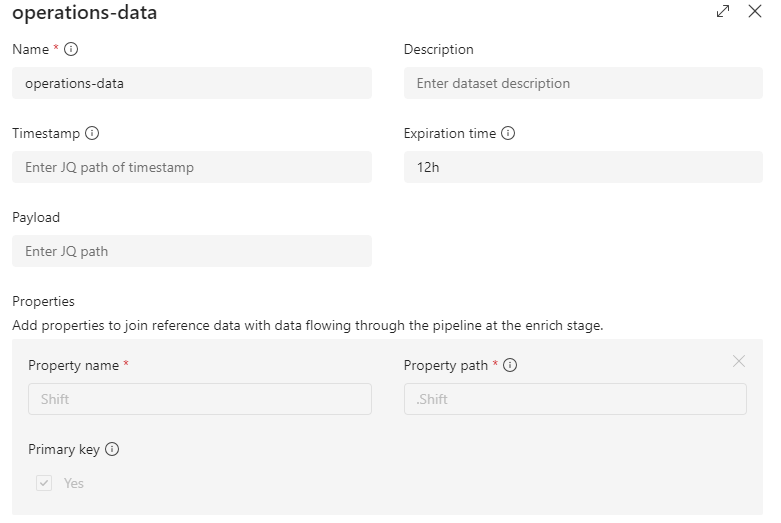 operations-data
Name * Description
operations-data Enter dataset description
Timestamp Expiration time
Enter JQ path of timestamp 12h
Payload
Enter JQ path
Properties
Add properties to join reference data with data flowing through the pipeline at the enrich stage.
Property name * Property path *
Shift .Shift
Primary key
Yes